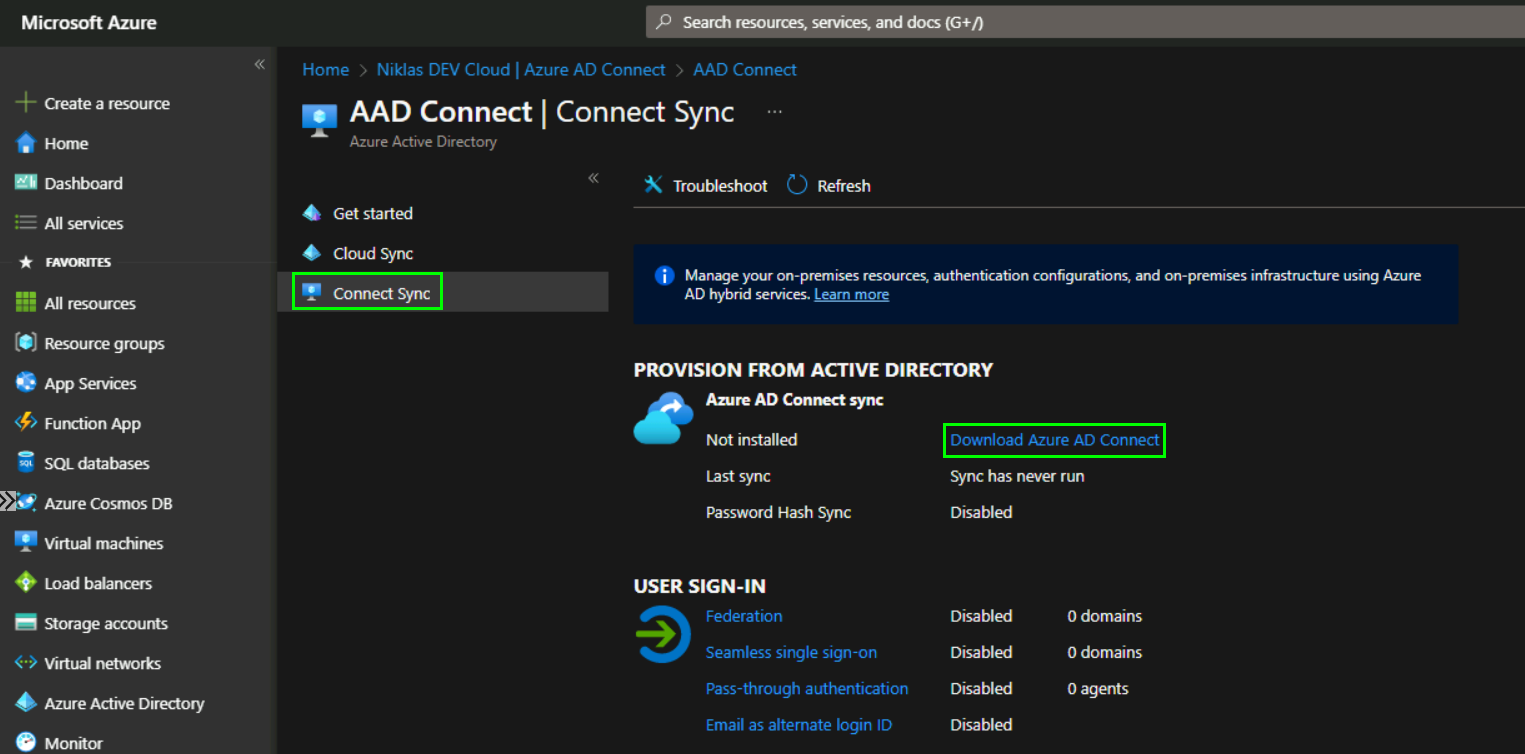 Microsoft Azure
Search resources, services, and docs (G+/)
«
Create a resource
Home
Dashboard
All services
FAVORITES
All resources
Resource groups
App Services
Function App
SQL databases
Azure Cosmos DB
Virtual machines
Load balancers
Storage accounts
Virtual networks
Azure Active Directory
Monitor
Home > Niklas DEV Cloud | Azure AD Connect > AAD Connect
AAD Connect | Connect Sync ...
Azure Active Directory
«
Get started
Cloud Sync
Connect Sync
Troubleshoot Refresh
Manage your on-premises resources, authentication configurations, and on-premises infrastructure using Azure
AD hybrid services. Learn more
PROVISION FROM ACTIVE DIRECTORY
Azure AD Connect sync
Not installed Download Azure AD Connect
Last sync Sync has never run
Password Hash Sync Disabled
USER SIGN-IN
Federation Disabled 0 domains
Seamless single sign-on Disabled 0 domains
Pass-through authentication Disabled 0 agents
Email as alternate login ID Disabled